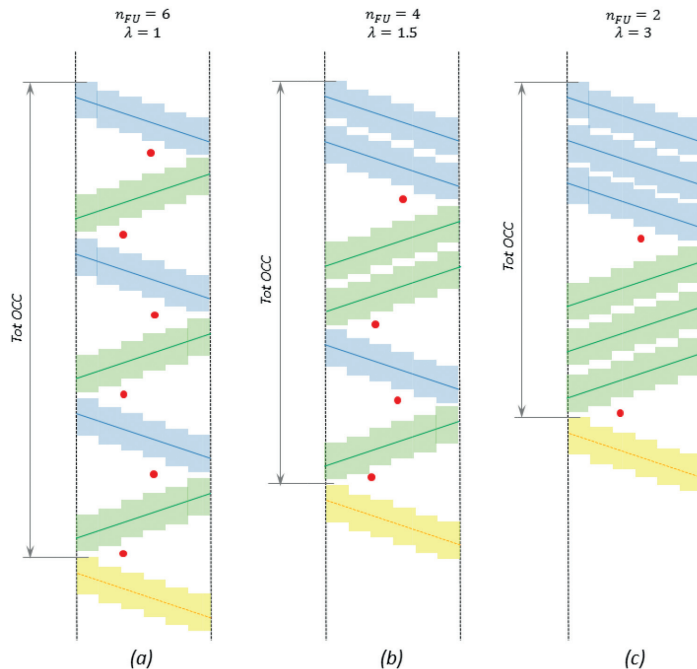 n_FU = 6
λ = 1
n_FU = 4
λ = 1.5
n_FU = 2
λ = 3
Tot OCC
Tot OCC
Tot OCC
(a)
(b)
(c)